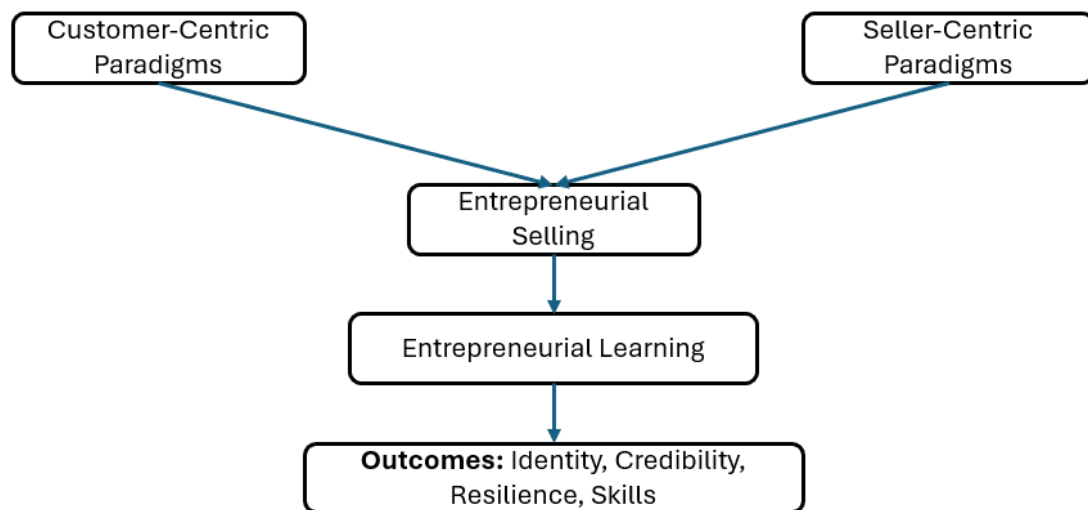 Customer-Centric
Paradigms
Seller-Centric
Paradigms
Entrepreneurial
Selling
Entrepreneurial Learning
Outcomes: Identity, Credibility,
Resilience, Skills